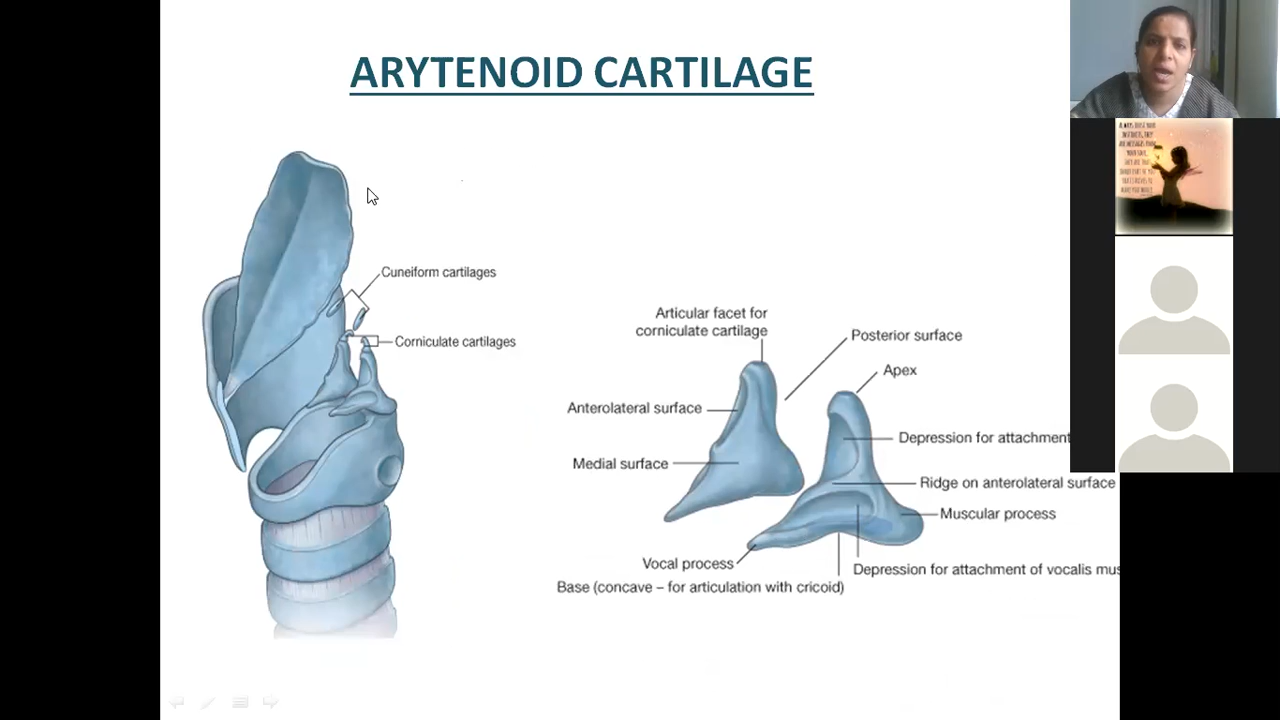 ARYTENOID CARTILAGE
Cuneiform cartilages
Corniculate cartilages
Articular facet for
corniculate cartilage
Posterior surface
Apex
Anterolateral surface
Depression for attachment
Medial surface
Ridge on anterolateral surface
Muscular process
Vocal process
Depression for attachment of vocalis mus
Base (concave – for articulation with cricoid)